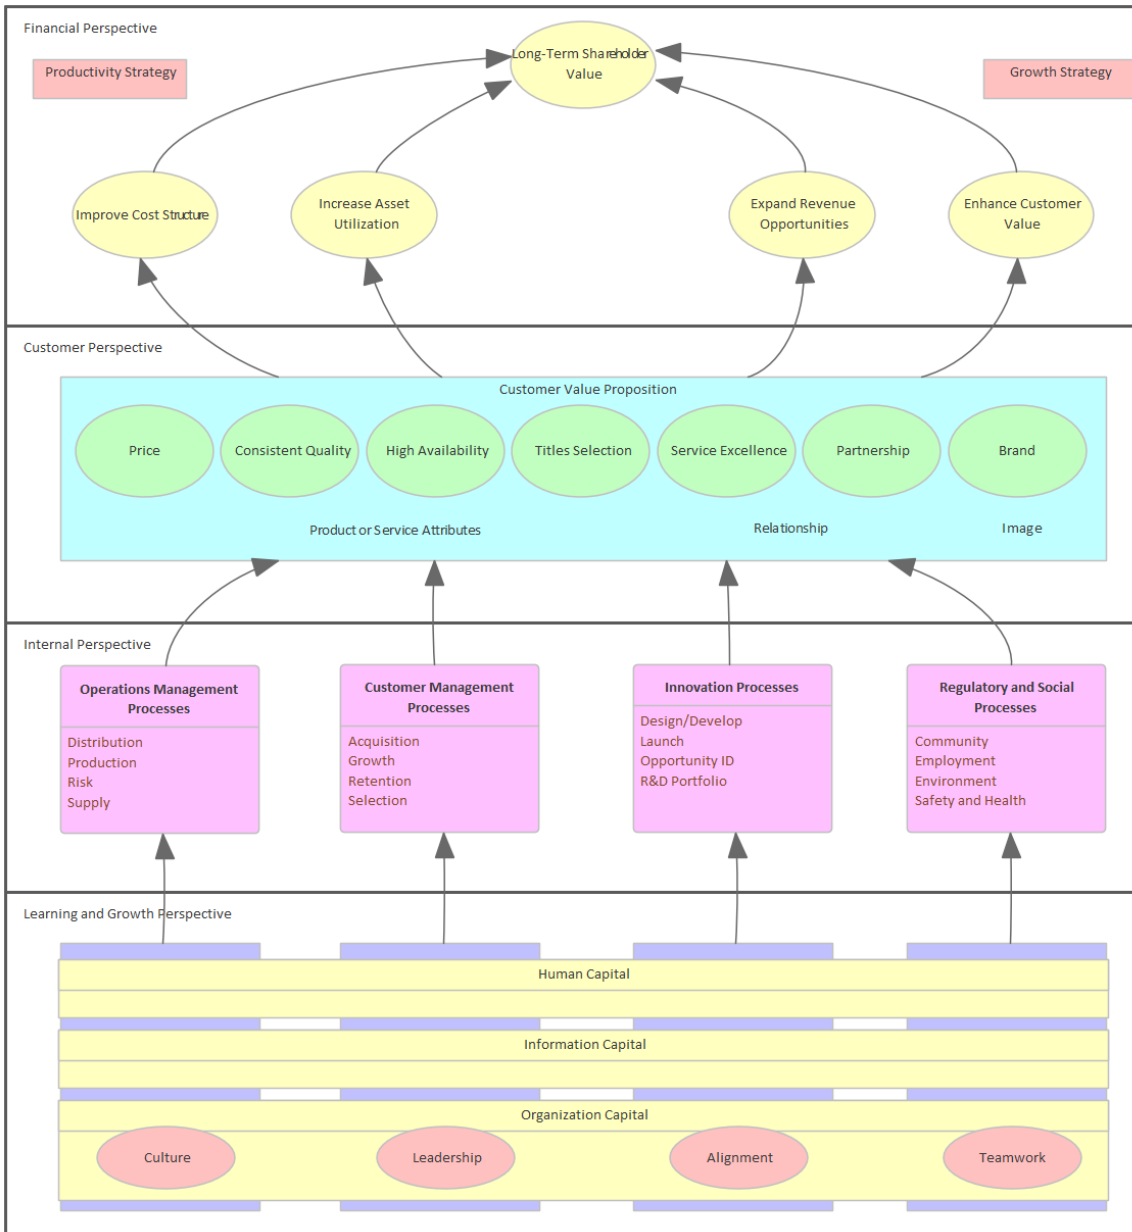 Financial Perspective
Productivity Strategy
Long-Term Shareholder
Value
Growth Strategy
Improve Cost Structure
Increase Asset
Utilization
Expand Revenue
Opportunities
Enhance Customer
Value
Customer Perspective
Customer Value Proposition
Price
Consistent Quality
High Availability
Titles Selection
Service Excellence
Partnership
Brand
Product or Service Attributes
Relationship
Image
Internal Perspective
Operations Management
Processes
Distribution
Production
Risk
Supply
Customer Management
Processes
Acquisition
Growth
Retention
Selection
Innovation Processes
Design/Develop
Launch
Opportunity ID
R&D Portfolio
Regulatory and Social
Processes
Community
Employment
Environment
Safety and Health
Learning and Growth Perspective
Human Capital
Information Capital
Organization Capital
Culture
Leadership
Alignment
Teamwork